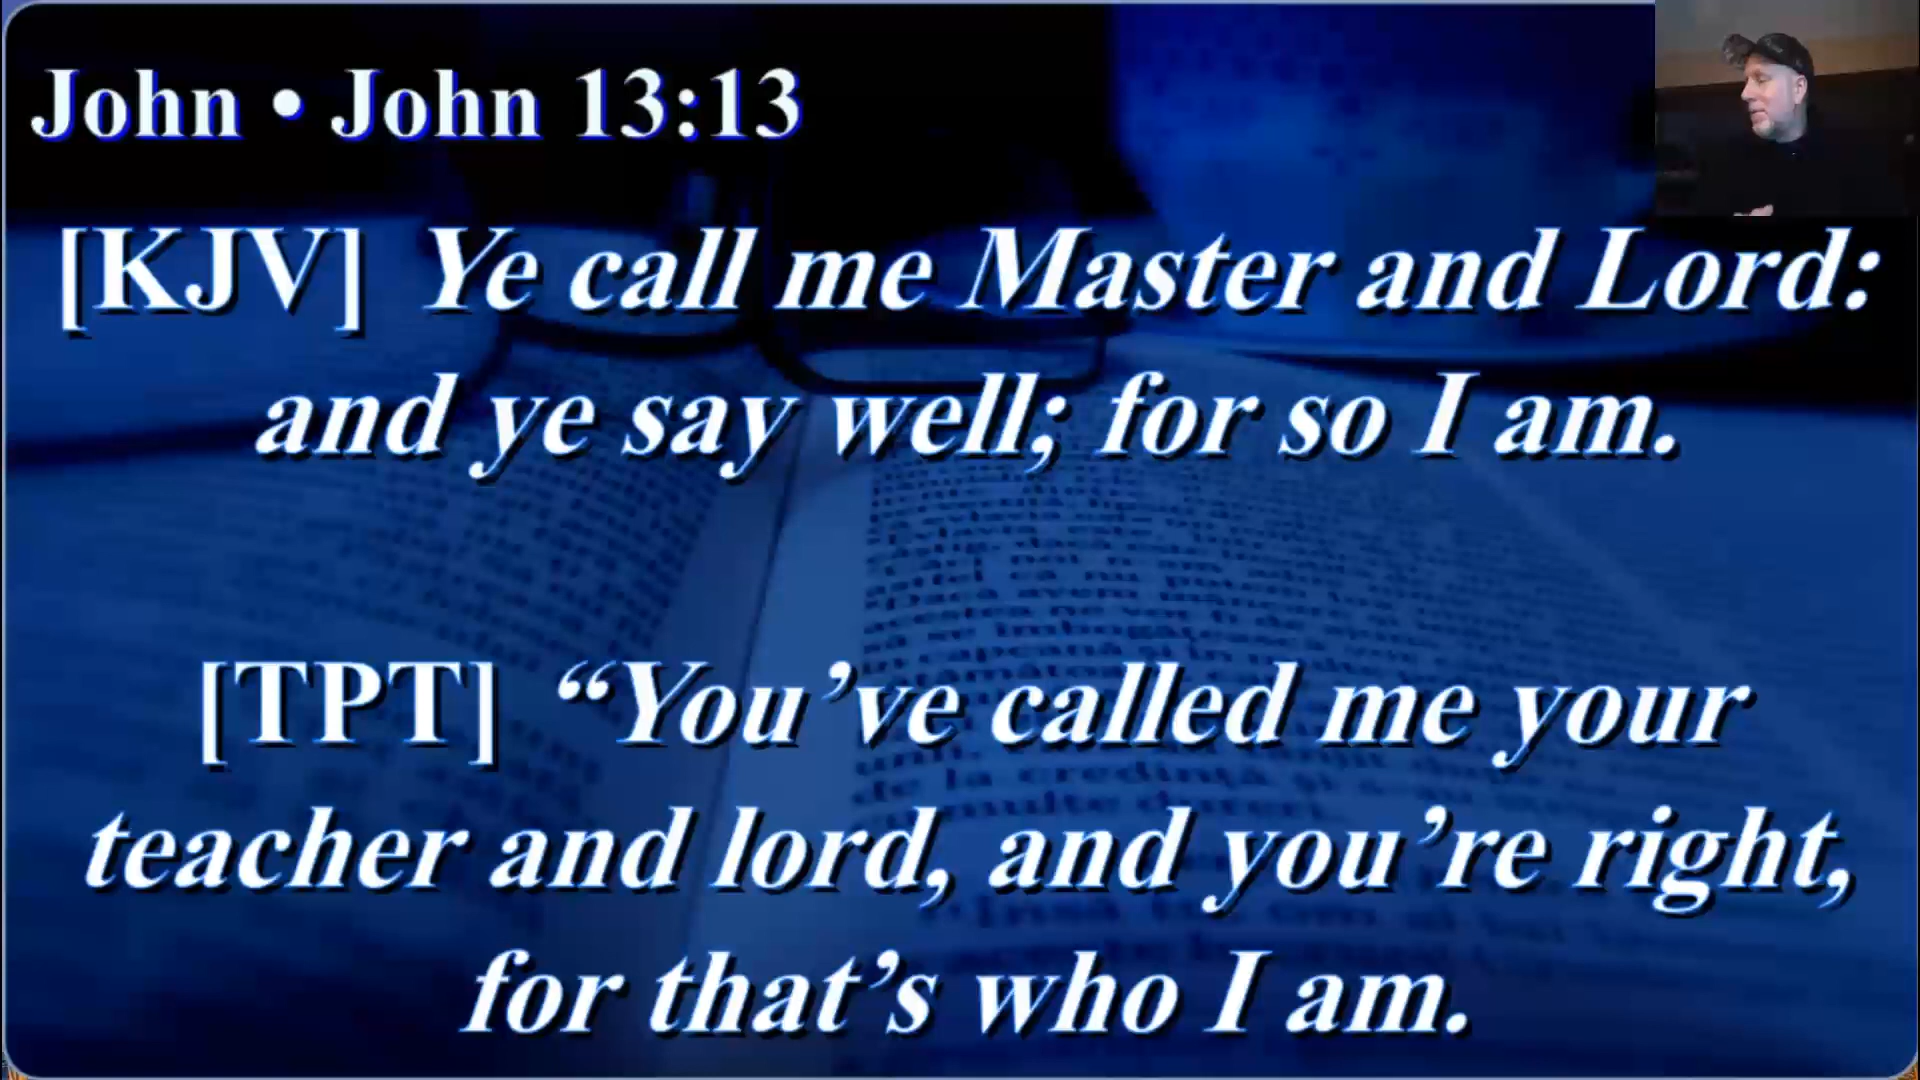 John • John 13:13
[KJV] Ye call me Master and Lord:
and ye say well; for so I am.
[TPT] “You’ve called me your
teacher and lord, and you’re right,
for that’s who I am.